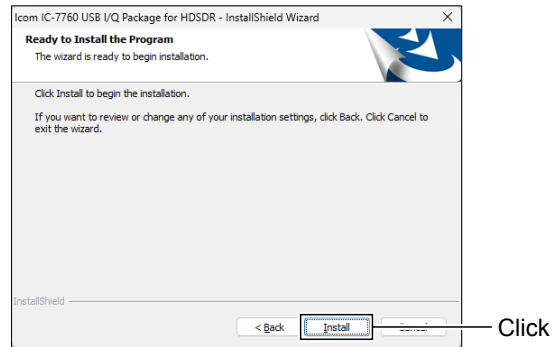 Icom IC-7760 USB I/Q Package for HDSDR - InstallShield Wizard
Ready to Install the Program
The wizard is ready to begin installation.
Click Install to begin the installation.
If you want to review or change any of your installation settings, click Back. Click Cancel to
exit the wizard.
InstallShield
< Back Install Click